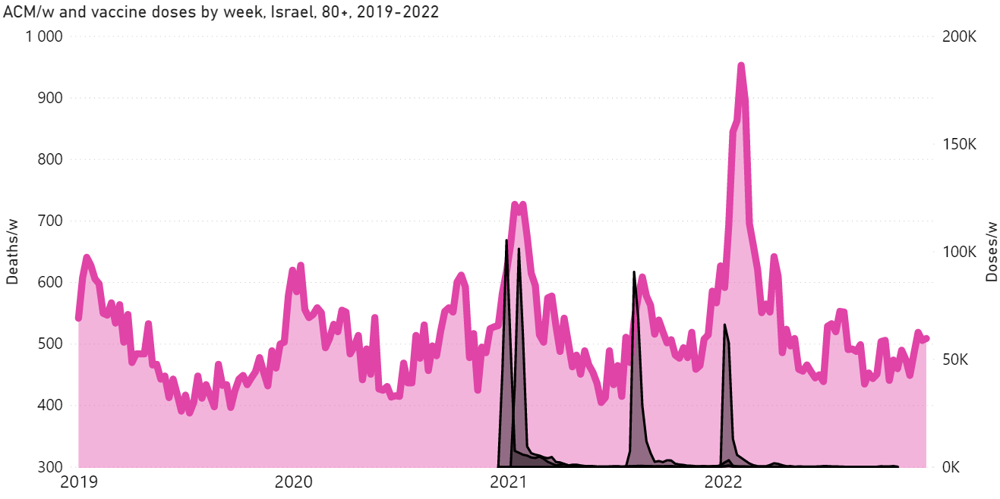 ACM/w and vaccine doses by week, Israel, 80+, 2019-2022
1 000
900
800
700
600
500
400
300
Deaths/w
200K
150K
100K
50K
0K
Doses/w
2019
2020
2021
2022